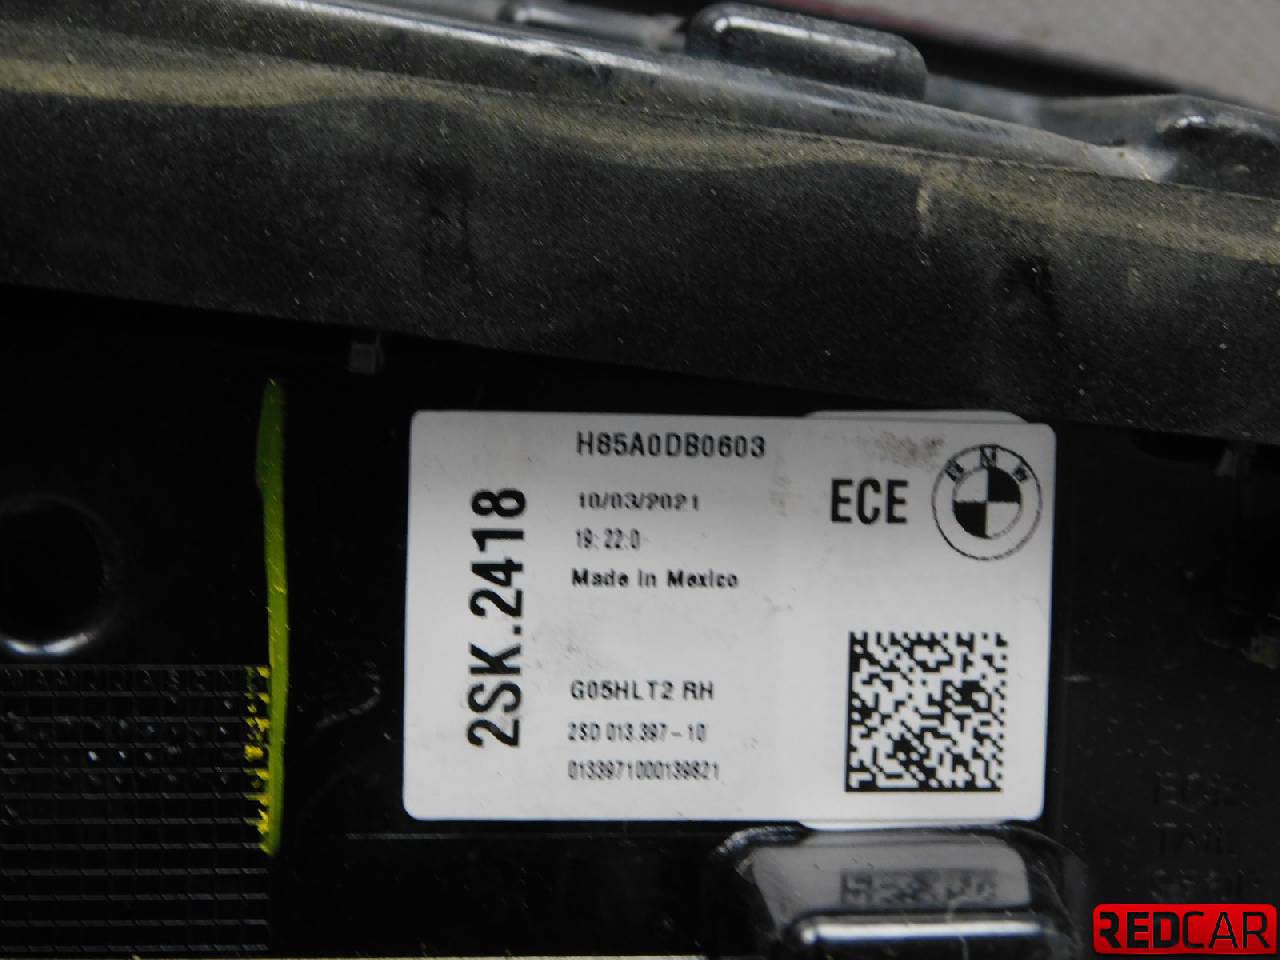 H85A0DB0603
10/03/2021
19:22:0
Made in Mexico
ECE
BMW
2SK.2418
G05HLT2 RH
2SD 013.397-10
0133971000139821
REDCAR